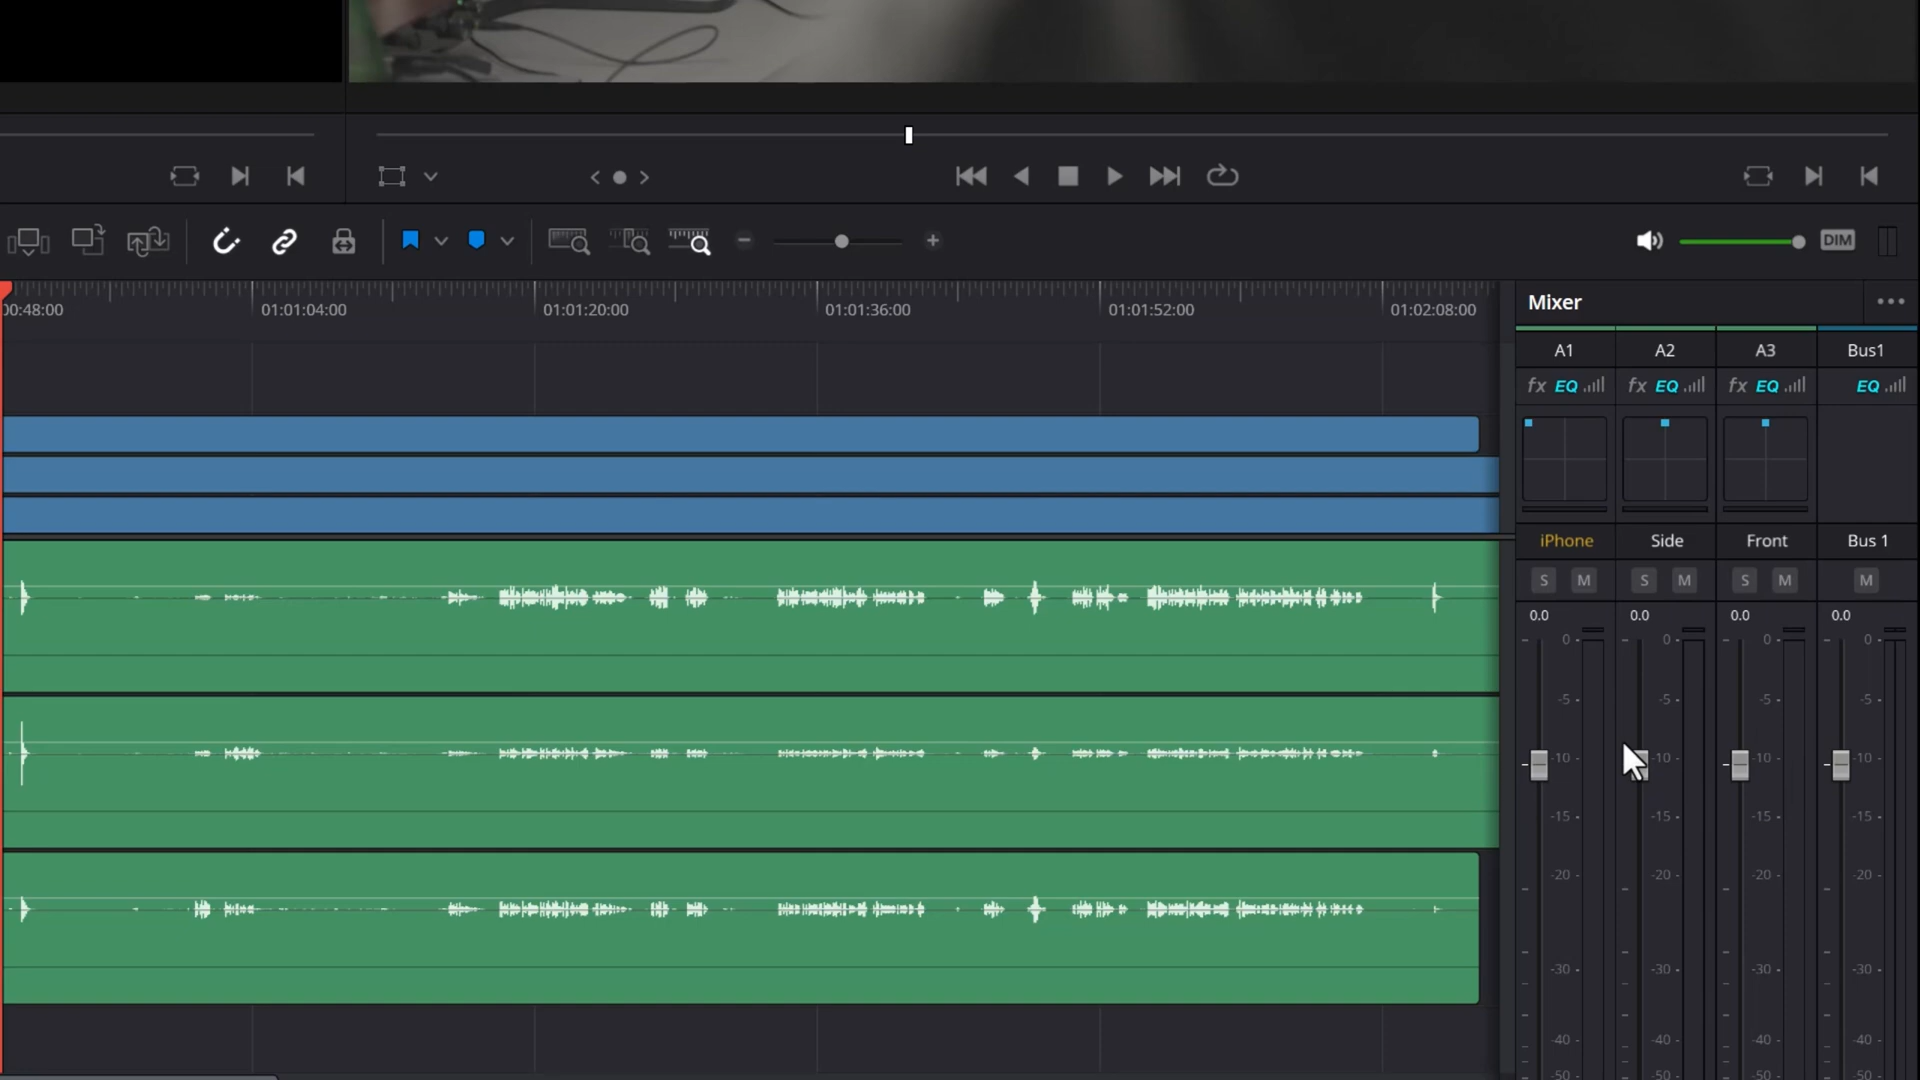 DIM
00:48:00 01:01:04:00 01:01:20:00 01:01:36:00 01:01:52:00 01:02:08:00
Mixer
A1 A2 A3 Bus1
fx EQ fx EQ fx EQ EQ
iPhone Side Front Bus 1
S M S M S M M
0.0 0.0 0.0 0.0
0 0 0 0
-5 -5 -5 -5
-10 -10 -10 -10
-15 -15 -15 -15
-20 -20 -20 -20
-30 -30 -30 -30
-40 -40 -40 -40
-50 -50 -50 -50